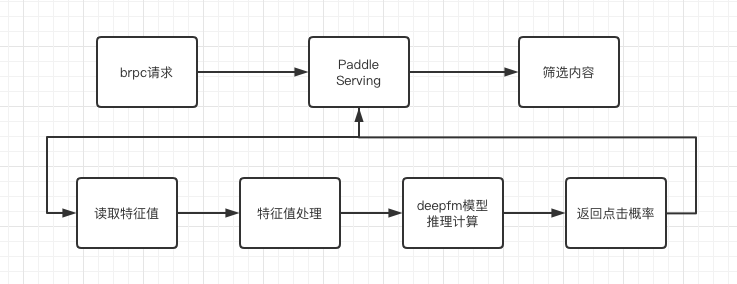 brpc请求
Paddle
Serving
筛选内容
读取特征值
特征值处理
deepfm模型
推理计算
返回点击概率